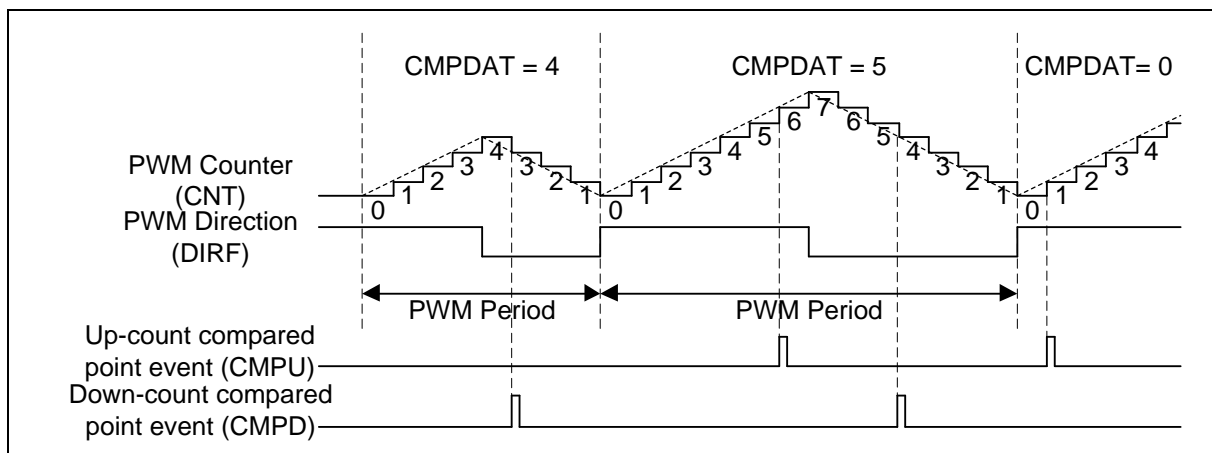 CMPDAT = 4
CMPDAT = 5
CMPDAT= 0
PWM Counter
(CNT)
0 1 2 3 4 3 2 1 0 1 2 3 4 5 6 7 6 5 4 3 2 1 0 1 2 3 4
PWM Direction
(DIRF)
PWM Period
PWM Period
Up-count compared
point event (CMPU)
Down-count compared
point event (CMPD)